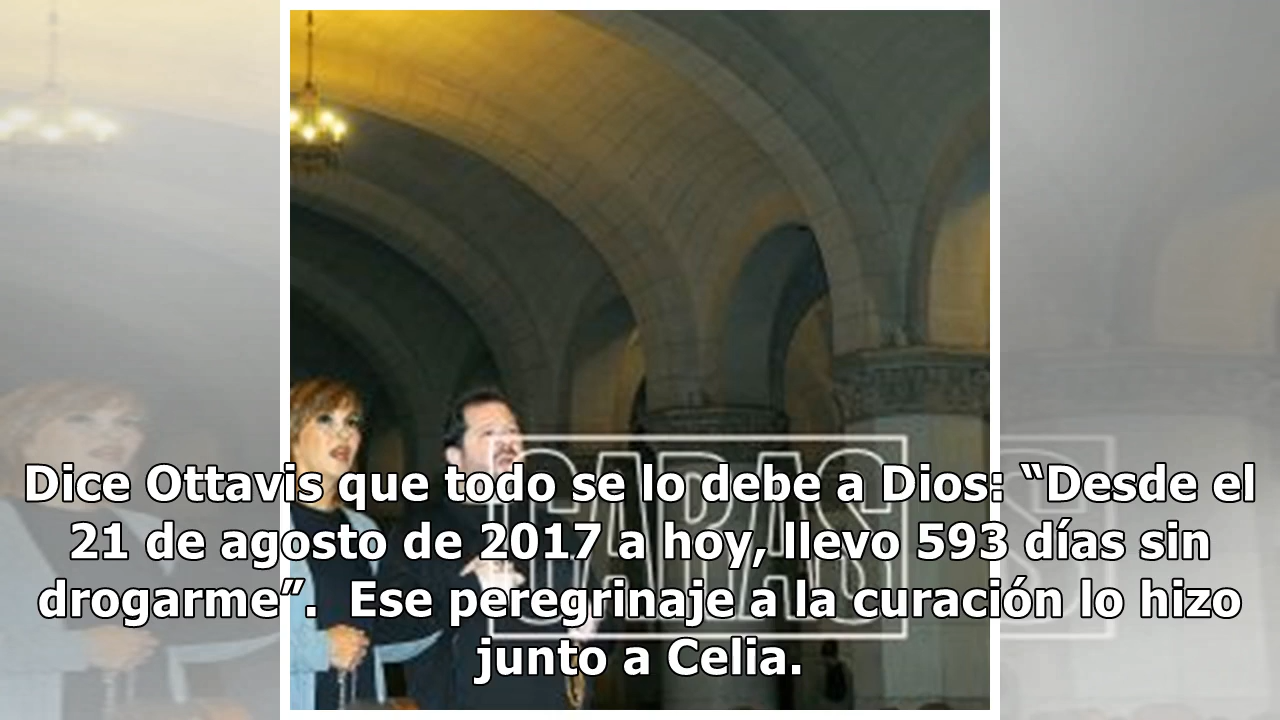 CARAS
Dice Ottavis que todo se lo debe a Dios: “Desde el
21 de agosto de 2017 a hoy, llevo 593 días sin
drogarme”. Ese peregrinaje a la curación lo hizo
junto a Celia.